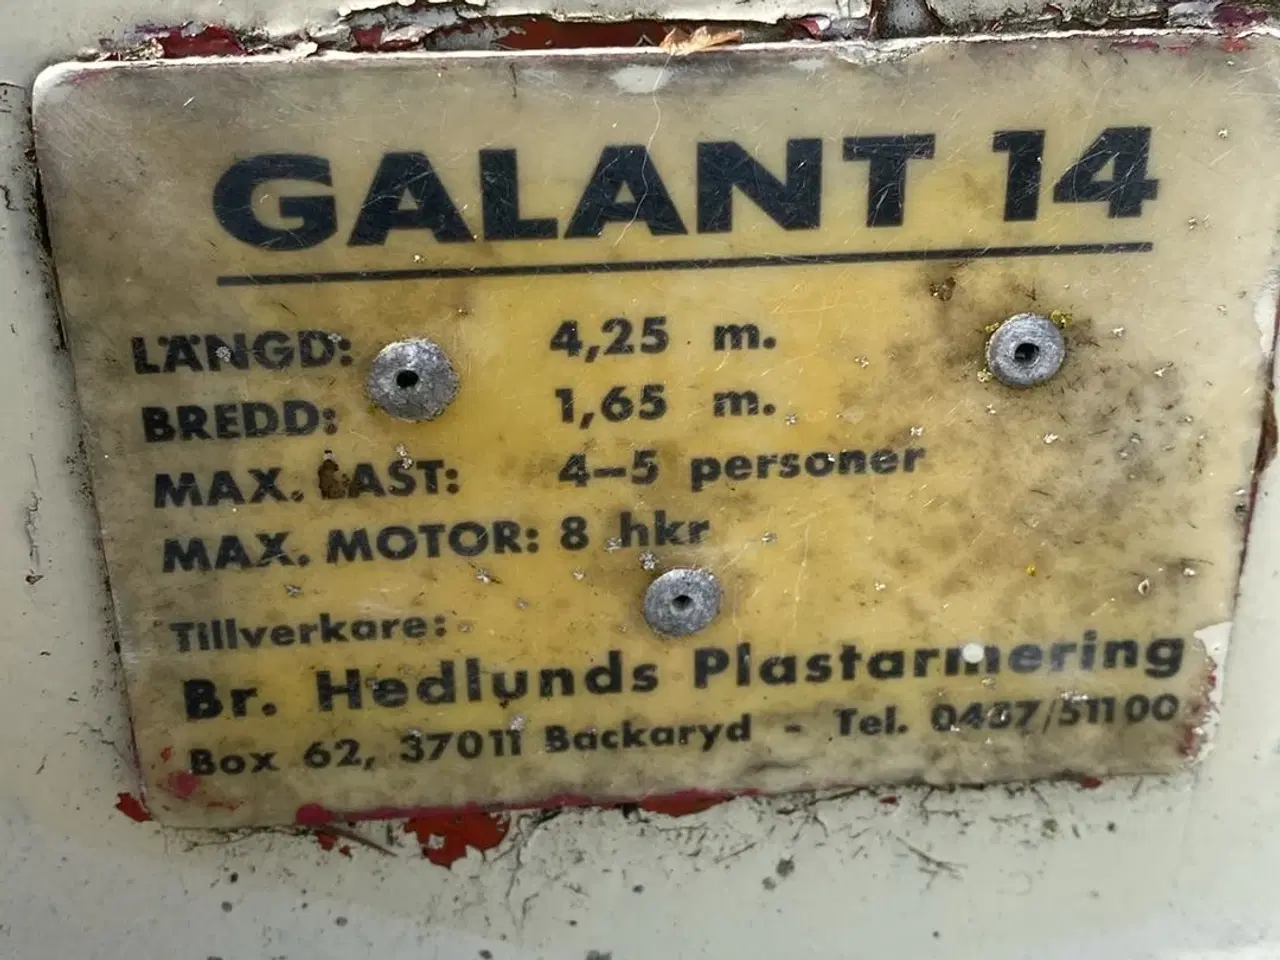 GALANT 14
LÄNGD: 4,25 m.
BREDD: 1,65 m.
MAX. LAST: 4–5 personer
MAX. MOTOR: 8 hkr
Tillverkare:
Br. Hedlunds Plastarmering
Box 62, 37011 Backaryd - Tel. 0457/51100